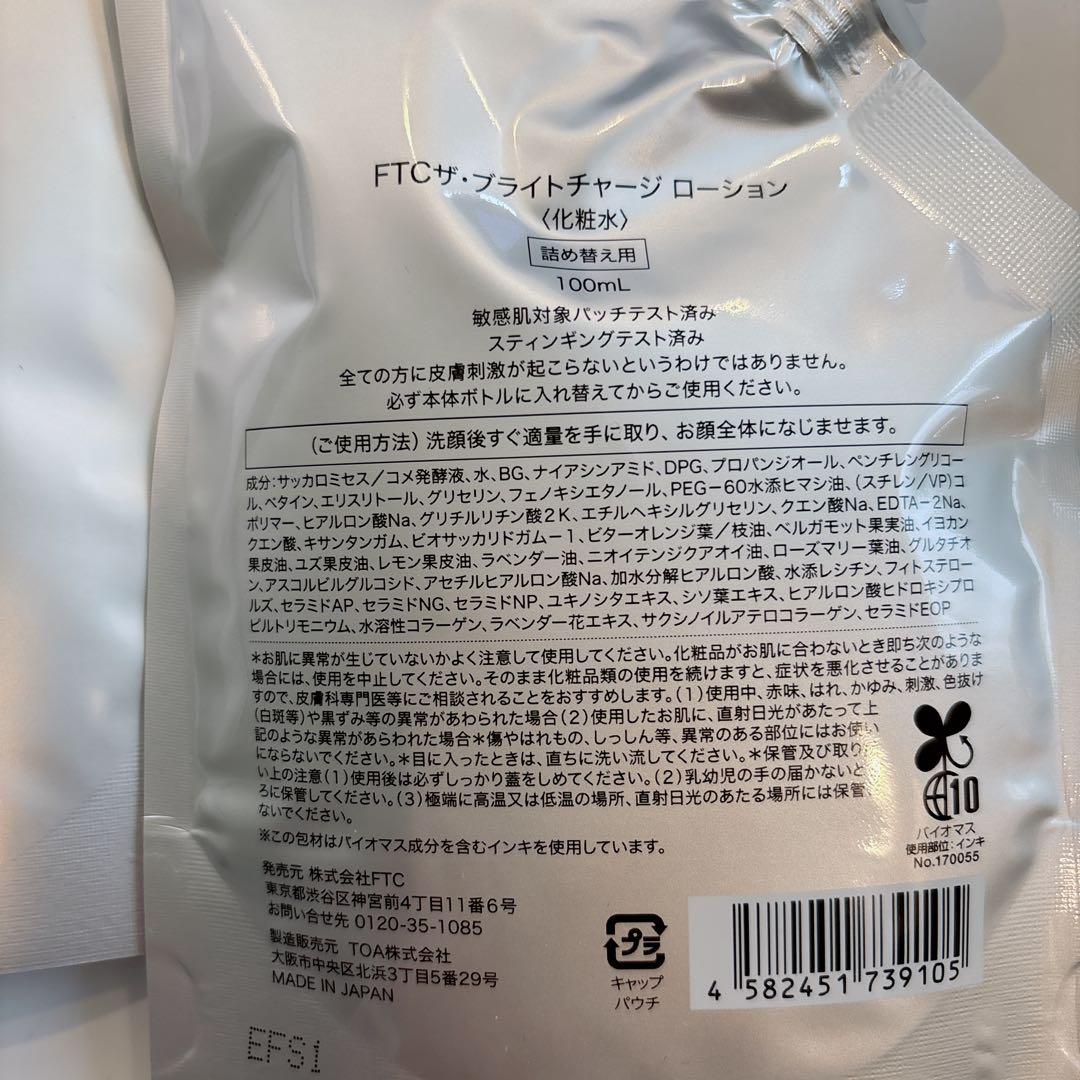 FTCザ・ブライトチャージ ローション
〈化粧水〉
詰め替え用
100mL
敏感肌対象パッチテスト済み
スティンギングテスト済み
全ての方に皮膚刺激が起こらないというわけではありません。
必ず本体ボトルに入れ替えてからご使用ください。
(ご使用方法) 洗顔後すぐ適量を手に取り、お顔全体になじませます。
成分:サッカロミセス/コメ発酵液、水、BG、ナイアシンアミド、DPG、プロパンジオール、ペンチレングリコー
ル、ベタイン、エリスリトール、グリセリン、フェノキシエタノール、PEG-60水添ヒマシ油、(スチレン/VP)コ
ポリマー、ヒアルロン酸Na、グリチルリチン酸2K、エチルヘキシルグリセリン、クエン酸Na、EDTA-2Na、
クエン酸、キサンタンガム、ビオサッカリドガム-1、ビターオレンジ葉/枝油、ベルガモット果実油、イヨカン
果皮油、ユズ果皮油、レモン果皮油、ラベンダー油、ニオイテンジクアオイ油、ローズマリー葉油、グルタチオ
ン、アスコルビルグルコシド、アセチルヒアルロン酸Na、加水分解ヒアルロン酸、水添レシチン、フィトステロー
ルズ、セラミドAP、セラミドNG、セラミドNP、ユキノシタエキス、シソ葉エキス、ヒアルロン酸ヒドロキシプロ
ピルトリモニウム、水溶性コラーゲン、ラベンダー花エキス、サクシノイルアテロコラーゲン、セラミドEOP
*お肌に異常が生じていないかよく注意して使用してください。化粧品がお肌に合わないとき即ち次のような
場合には、使用を中止してください。そのまま化粧品類の使用を続けますと、症状を悪化させることがありま
すので、皮膚科専門医等にご相談されることをおすすめします。(1)使用中、赤味、はれ、かゆみ、刺激、色抜け
(白斑等)や黒ずみ等の異常があわられた場合(2)使用したお肌に、直射日光があたって上
記のような異常があらわれた場合*傷やはれもの、しっしん等、異常のある部位にはお使い
にならないでください。*目に入ったときは、直ちに洗い流してください。*保管及び取り扱
い上の注意(1)使用後は必ずしっかり蓋をしめてください。(2)乳幼児の手の届かないとこ
ろに保管してください。(3)極端に高温又は低温の場所、直射日光のあたる場所には保管し
ないでください。
※この包材はバイオマス成分を含むインキを使用しています。
10
バイオマス
使用部位:インキ
No.170055
発売元 株式会社FTC
東京都渋谷区神宮前4丁目11番6号
お問い合せ先 0120-35-1085
製造販売元 TOA株式会社
大阪市中央区北浜3丁目5番29号
MADE IN JAPAN
プラ
キャップ
パウチ
4 582451 739105
EFS1